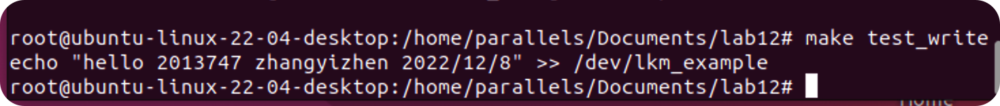 root@ubuntu-linux-22-04-desktop:/home/parallels/Documents/lab12# make test_write
echo "hello 2013747 zhangyizhen 2022/12/8" >> /dev/lkm_example
root@ubuntu-linux-22-04-desktop:/home/parallels/Documents/lab12#